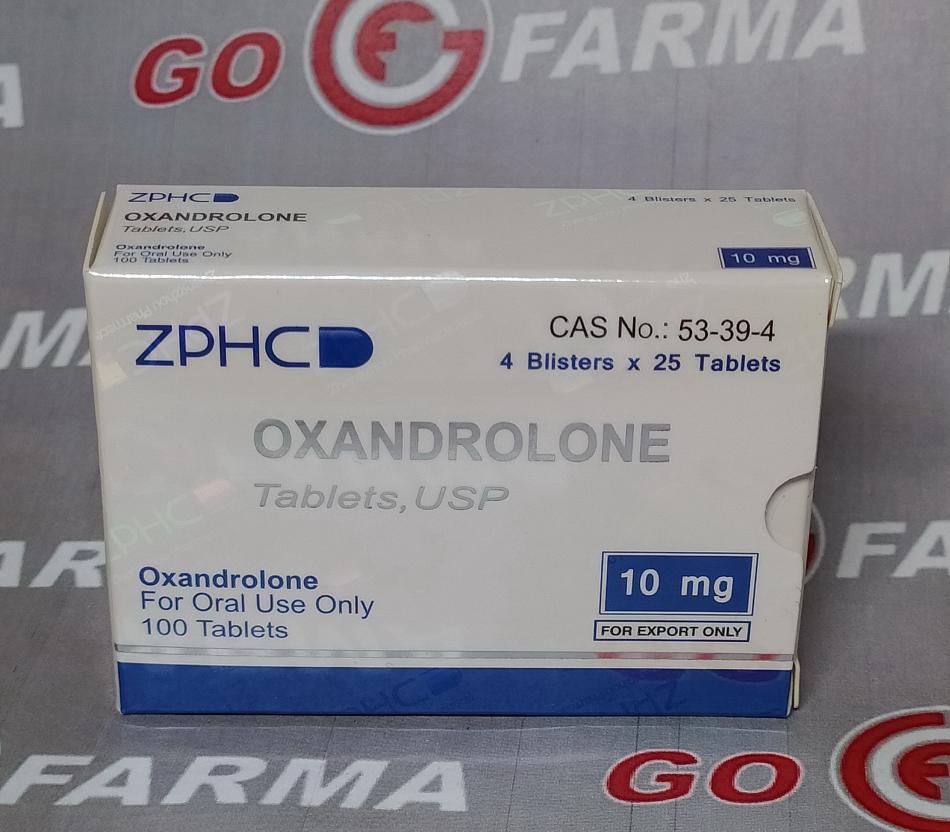 GO FARMA
ZPHC
4 Blisters x 25 Tablets
OXANDROLONE
Tablets, USP
Oxandrolone
For Oral Use Only
100 Tablets
10 mg
ZPHC
CAS No.: 53-39-4
4 Blisters x 25 Tablets
OXANDROLONE
Tablets, USP
Oxandrolone
For Oral Use Only
100 Tablets
10 mg
FOR EXPORT ONLY
FARMA
GO